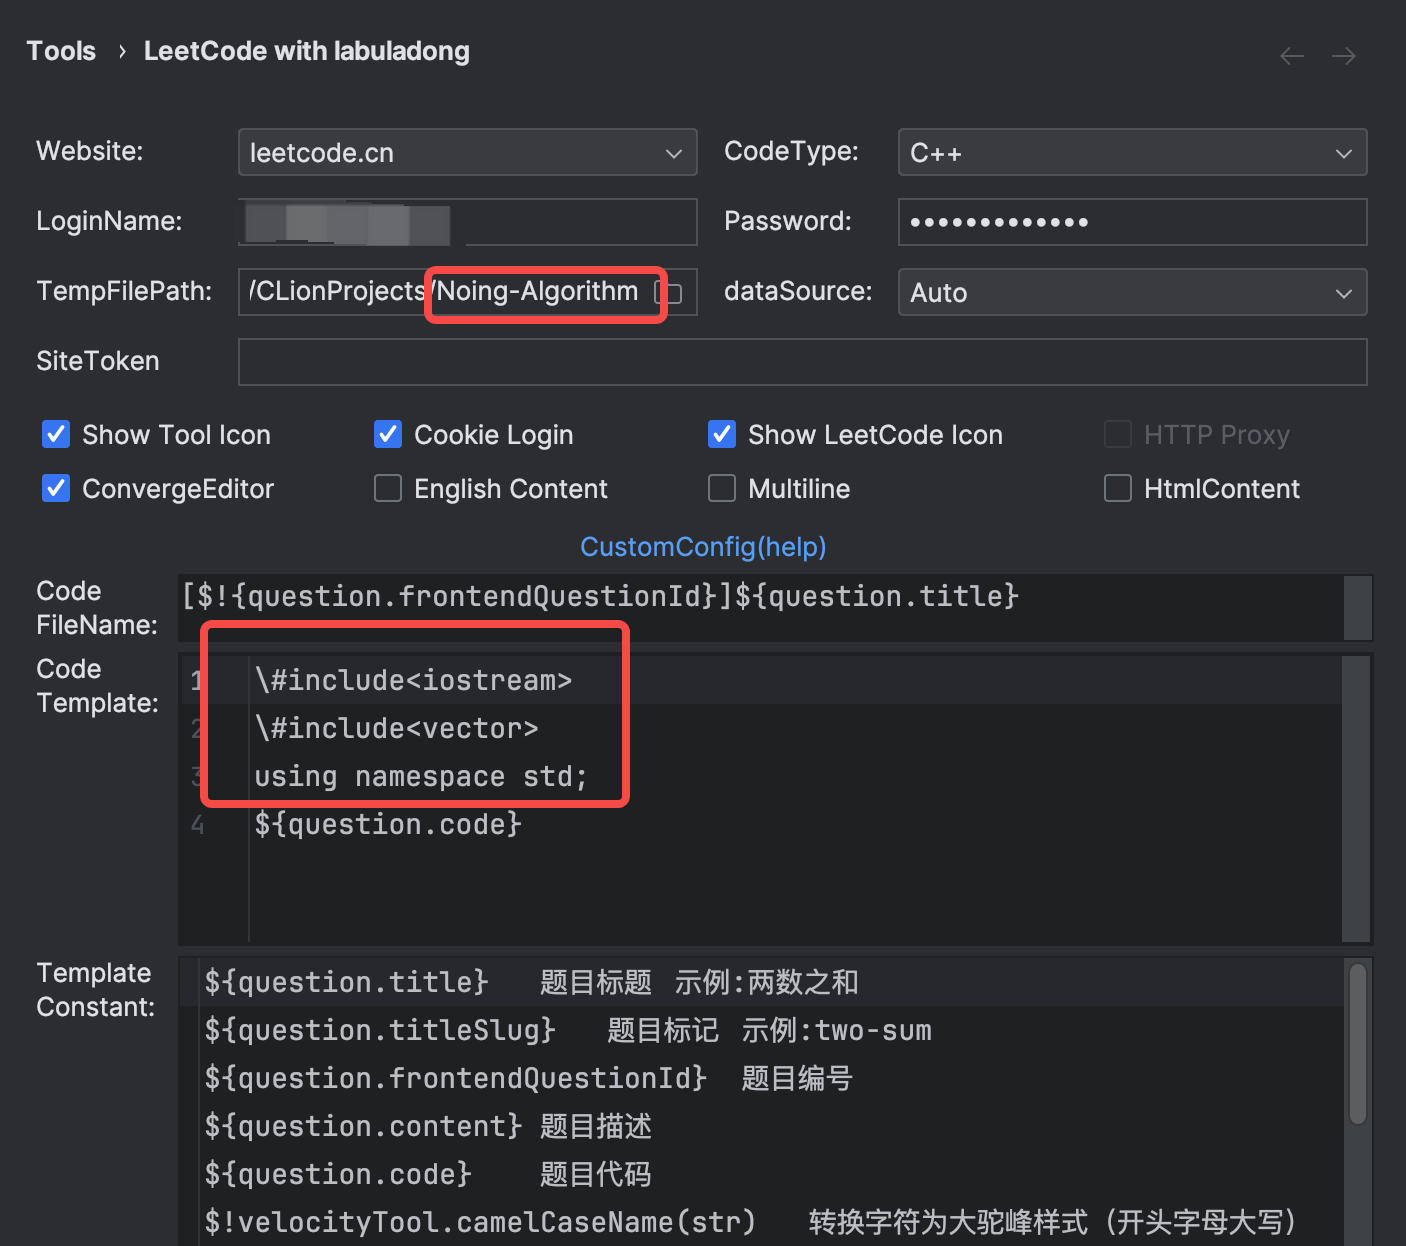 Tools › LeetCode with labuladong
Website: leetcode.cn CodeType: C++
LoginName: Password: •••••••••••••
TempFilePath: /CLionProjects/Noing-Algorithm dataSource: Auto
SiteToken
Show Tool Icon Cookie Login Show LeetCode Icon HTTP Proxy
ConvergeEditor English Content Multiline HtmlContent
CustomConfig(help)
Code FileName: [$!{question.frontendQuestionId}]${question.title}
Code Template:
1 \#include<iostream>
2 \#include<vector>
3 using namespace std;
4 ${question.code}
Template Constant:
${question.title} 题目标题 示例:两数之和
${question.titleSlug} 题目标记 示例:two-sum
${question.frontendQuestionId} 题目编号
${question.content} 题目描述
${question.code} 题目代码
$!velocityTool.camelCaseName(str) 转换字符为大驼峰样式（开头字母大写）